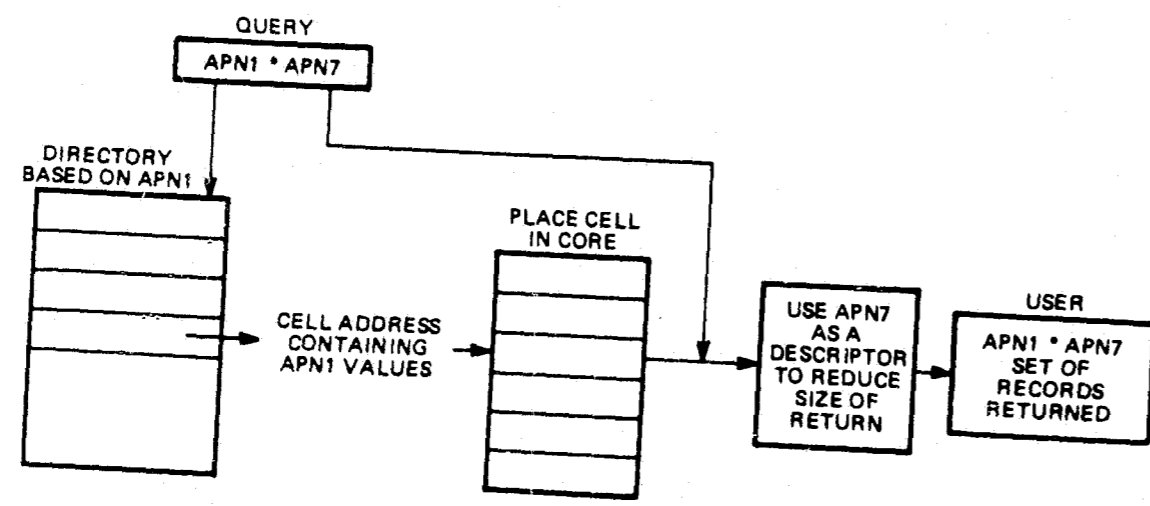 QUERY
APN1 * APN7
DIRECTORY
BASED ON APN1
PLACE CELL
IN CORE
CELL ADDRESS
CONTAINING
APN1 VALUES
USE APN7
AS A
DESCRIPTOR
TO REDUCE
SIZE OF
RETURN
USER
APN1 * APN7
SET OF
RECORDS
RETURNED